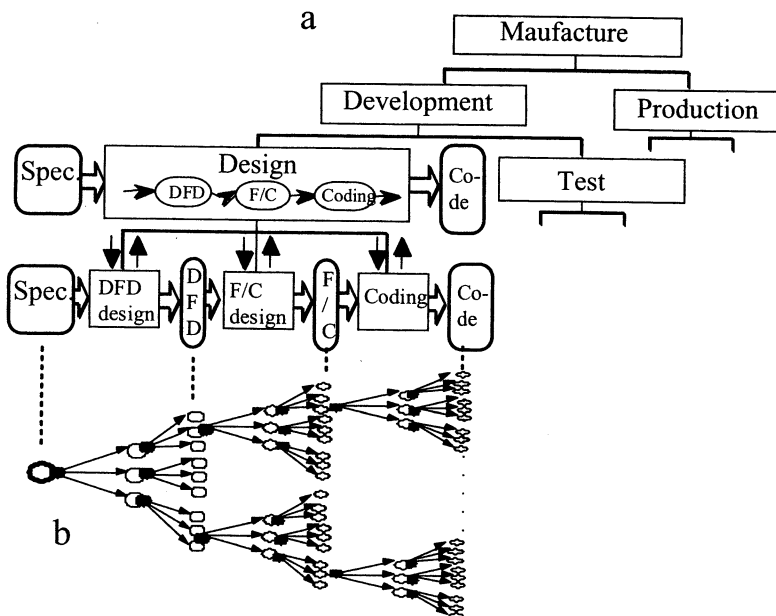 a
Maufacture
Development
Production
Spec.
Design
DFD
F/C
Coding
Co-
de
Test
Spec.
DFD
design
D
F
D
F/C
design
F
/
C
Coding
Co-
de
b